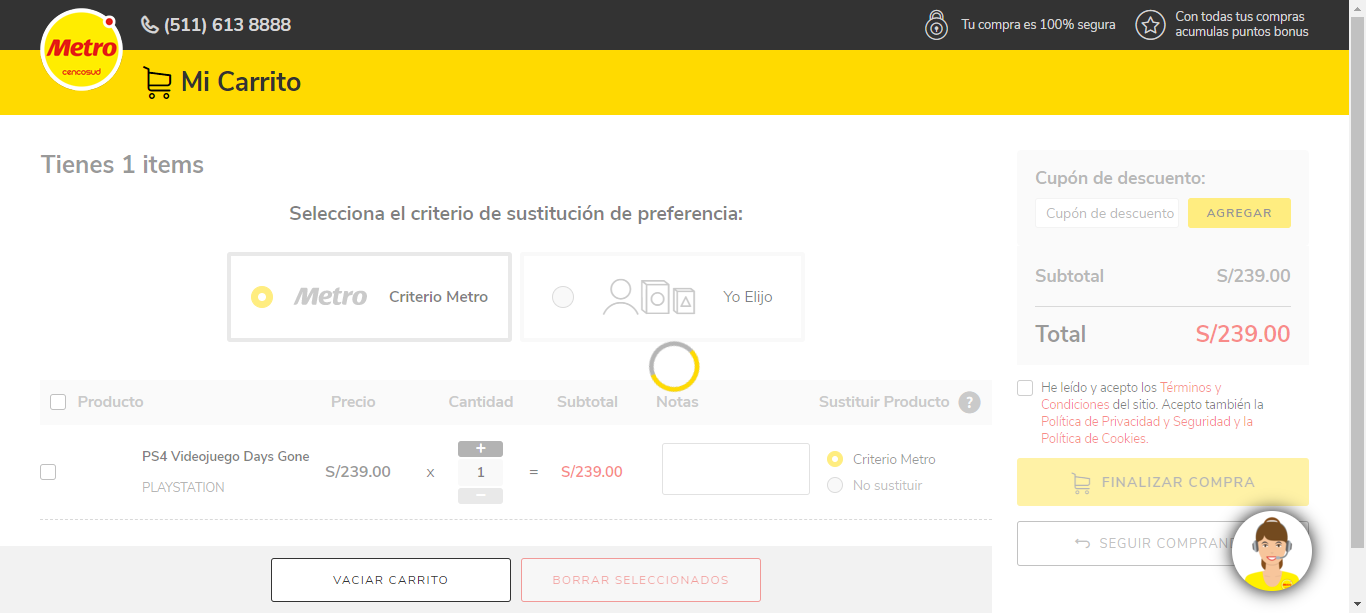 Metro
cencosud
(511) 613 8888
Tu compra es 100% segura
Con todas tus compras
acumulas puntos bonus
Mi Carrito
Tienes 1 items
Selecciona el criterio de sustitución de preferencia:
Metro
Criterio Metro
Yo Elijo
Producto
Precio
Cantidad
Subtotal
Notas
Sustituir Producto
?
PS4 Videojuego Days Gone
PLAYSTATION
S/239.00
x
+
1
−
=
S/239.00
Criterio Metro
No sustituir
VACIAR CARRITO
BORRAR SELECCIONADOS
Cupón de descuento:
Cupón de descuento
AGREGAR
Subtotal
S/239.00
Total
S/239.00
He leído y acepto los Términos y
Condiciones del sitio. Acepto también la
Política de Privacidad y Seguridad y la
Política de Cookies.
FINALIZAR COMPRA
SEGUIR COMPRAN